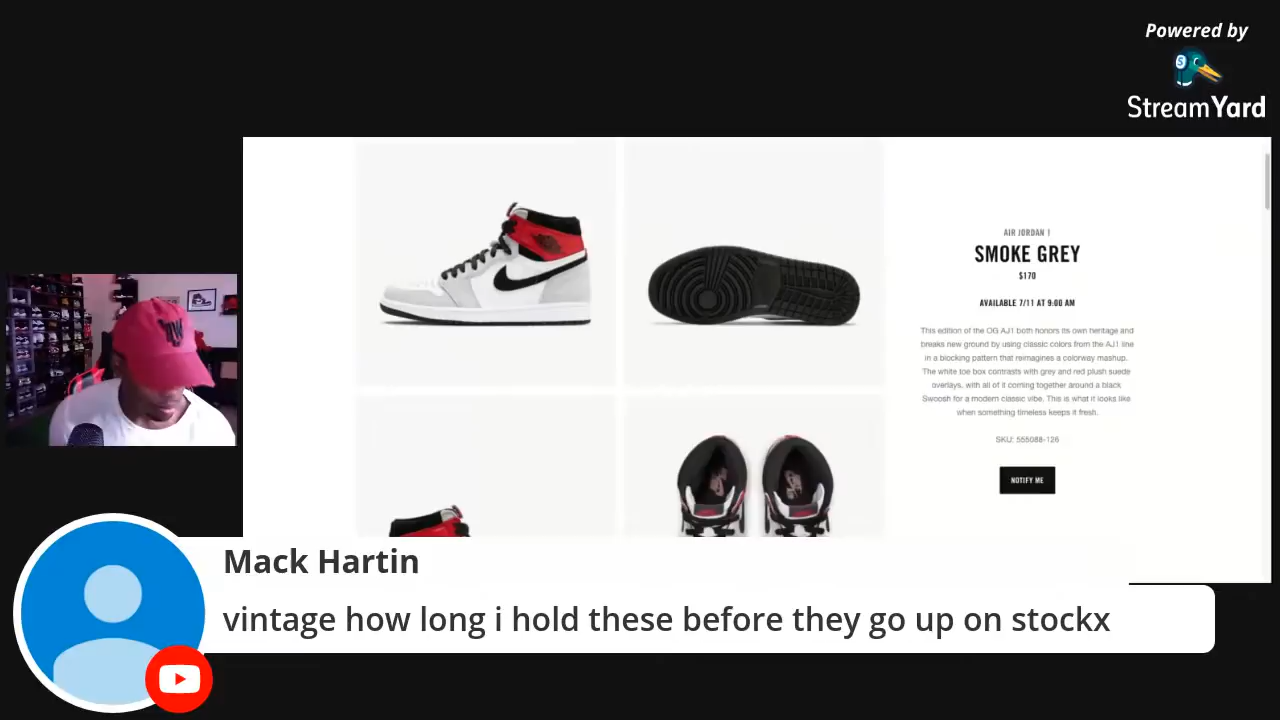 Powered by
StreamYard
AIR JORDAN I
SMOKE GREY
$170
AVAILABLE 7/11 AT 9:00 AM
This edition of the OG AJ1 both honors its own heritage and
breaks new ground by using classic colors from the AJ1 line
in a blocking pattern that reimagines a colorway mashup.
The white toe box contrasts with grey and red plush suede
overlays, with all of it coming together around a black
Swoosh for a modern classic vibe. This is what it looks like
when something timeless keeps it fresh.
SKU: 555088-126
NOTIFY ME
Mack Hartin
vintage how long i hold these before they go up on stockx